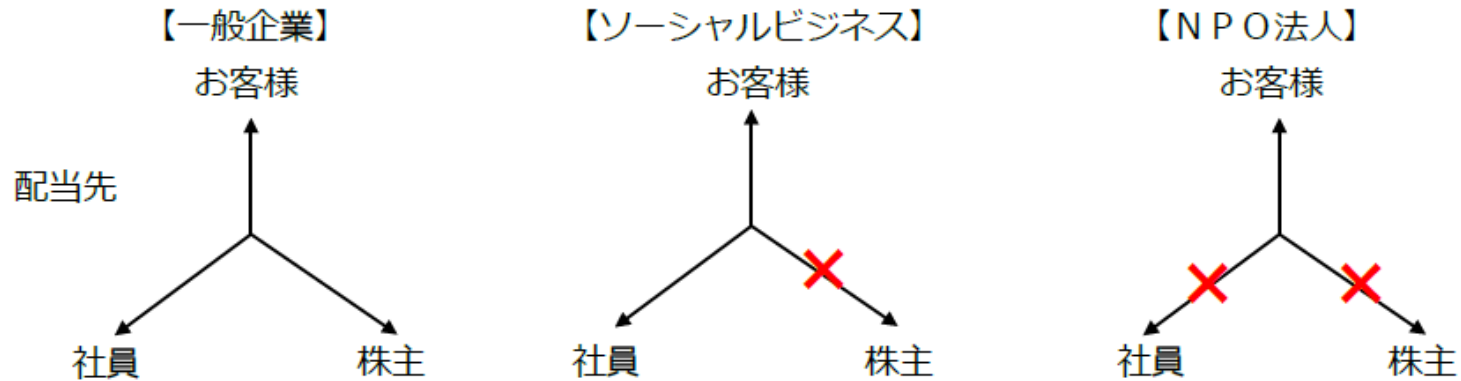 【一般企業】
【ソーシャルビジネス】
【ＮＰＯ法人】
お客様
お客様
お客様
配当先
社員
株主
社員
株主
社員
株主